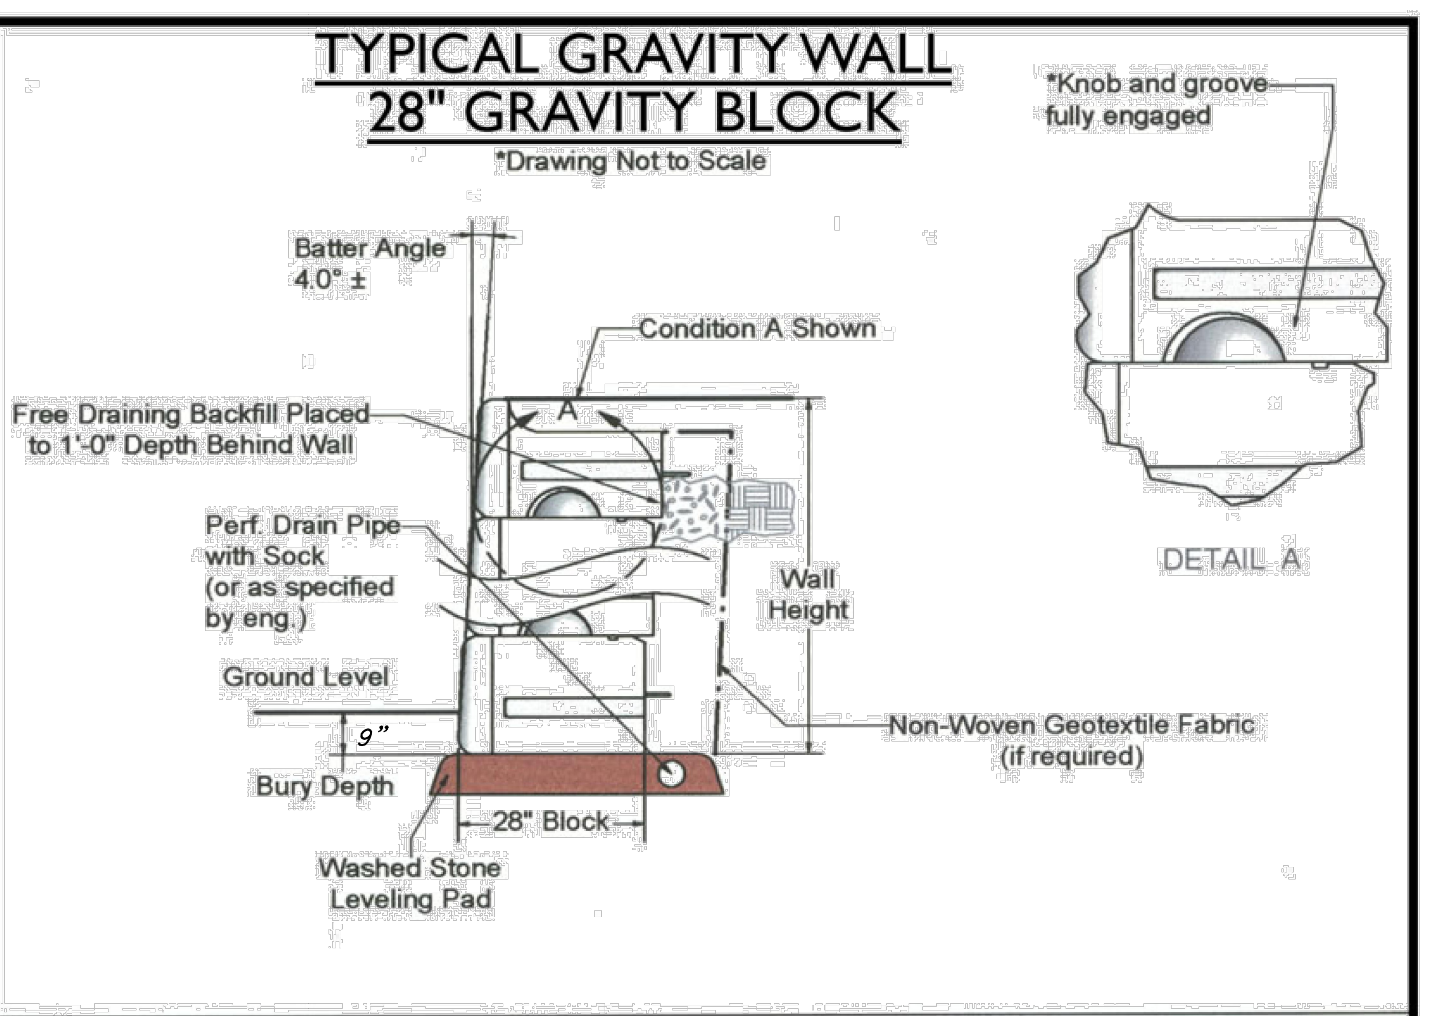 TYPICAL GRAVITY WALL
28" GRAVITY BLOCK
*Drawing Not to Scale
*Knob and groove
fully engaged
Batter Angle
4.0° ±
Condition A Shown
Free Draining Backfill Placed
to 1'-0" Depth Behind Wall
A
Perf. Drain Pipe
with Sock
(or as specified
by eng.)
DETAIL A
Wall
Height
Ground Level
9”
Non-Woven Geotextile Fabric
(if required)
Bury Depth
28" Block
Washed Stone
Leveling Pad